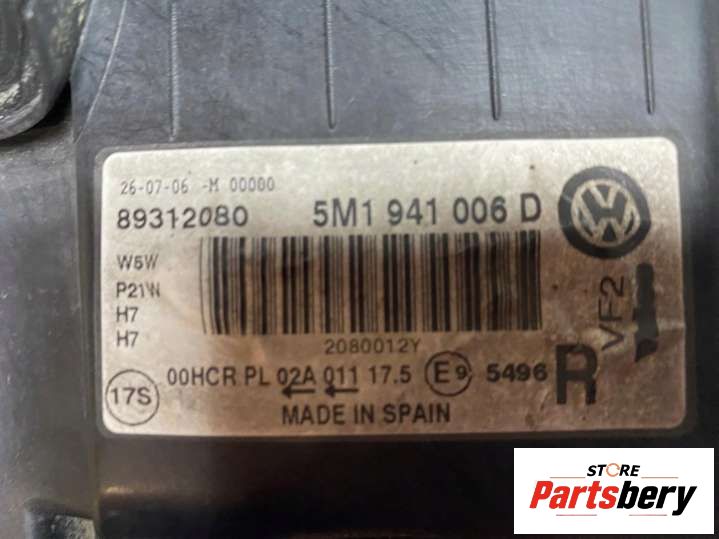 26-07-06 -M 00000
89312080 5M1 941 006 D
W5W
P21W
H7
H7
VF2
2080012Y
17S
00HCR PL 02A 011 17.5 E9 5496 R
MADE IN SPAIN
STORE
Partsbery